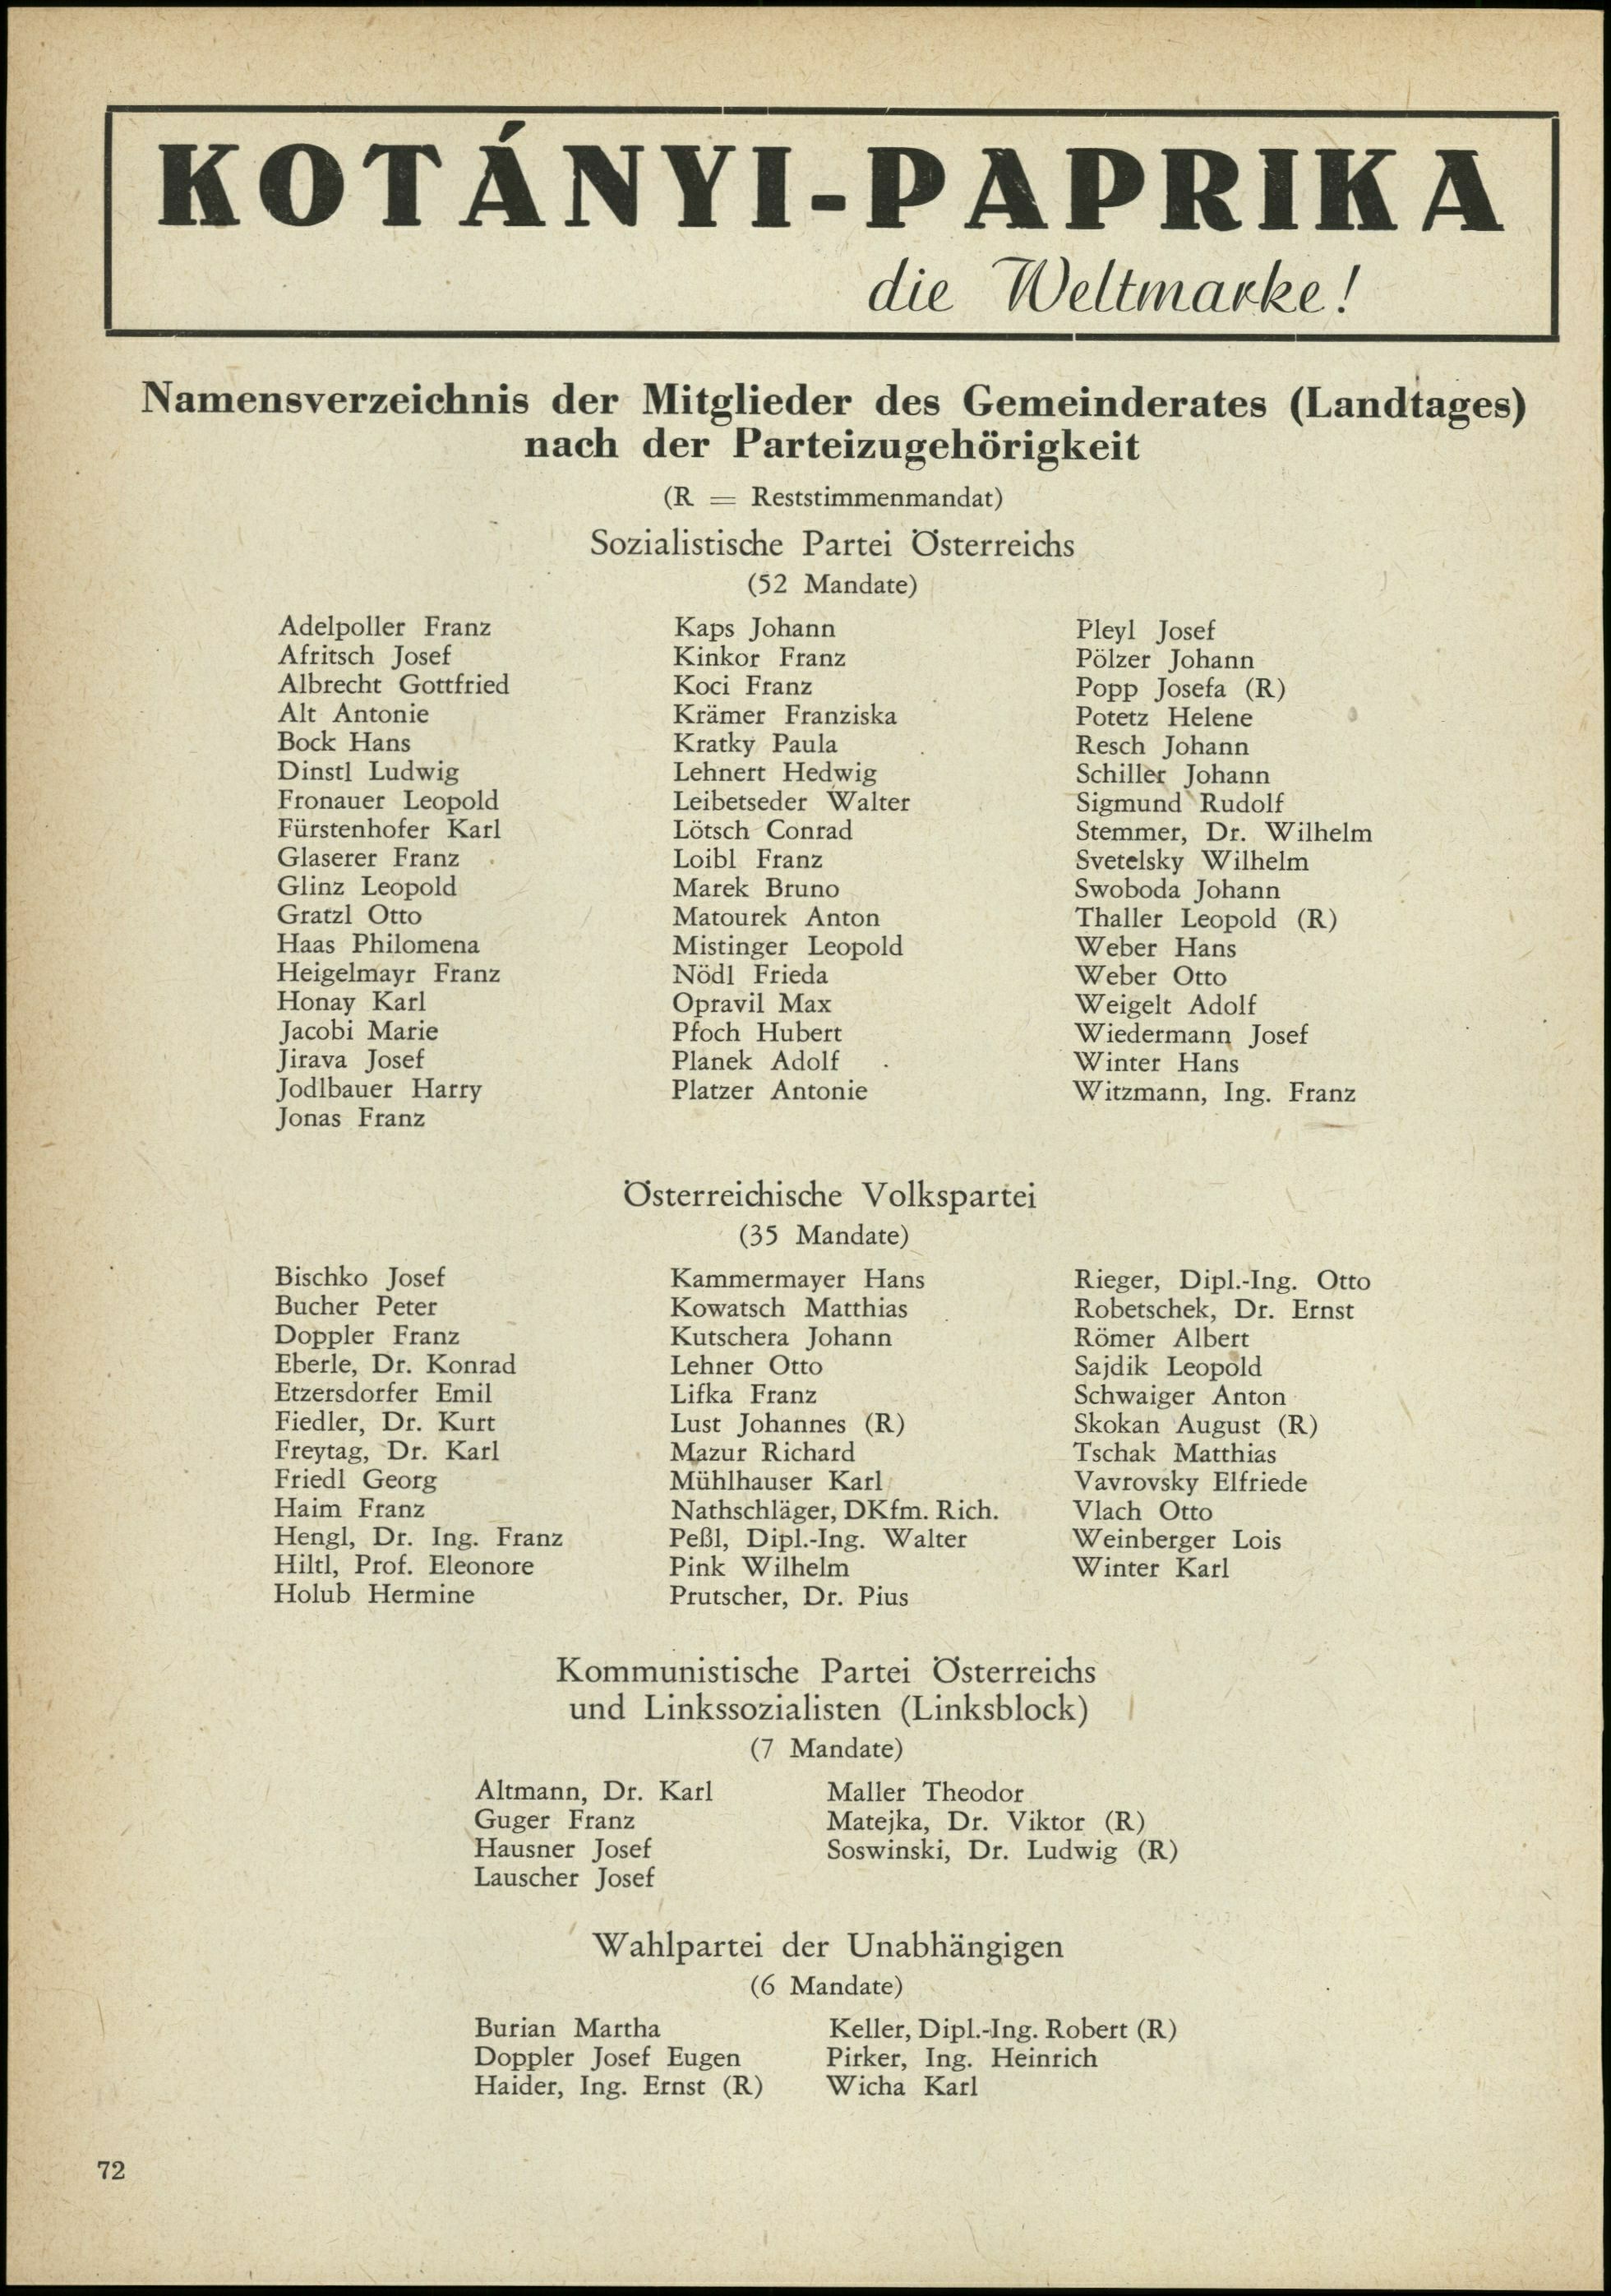 KOTÁNYI-PAPRIKA
die Weltmarke!
Namensverzeichnis der Mitglieder des Gemeinderates (Landtages)
nach der Parteizugehörigkeit
(R = Reststimmenmandat)
Sozialistische Partei Österreichs
(52 Mandate)
Adelpoller Franz
Afritsch Josef
Albrecht Gottfried
Alt Antonie
Bock Hans
Dinstl Ludwig
Fronauer Leopold
Fürstenhofer Karl
Glaserer Franz
Glinz Leopold
Gratzl Otto
Haas Philomena
Heigelmayr Franz
Honay Karl
Jacobi Marie
Jirava Josef
Jodlbauer Harry
Jonas Franz
Kaps Johann
Kinkor Franz
Koci Franz
Krämer Franziska
Kratky Paula
Lehnert Hedwig
Leibetseder Walter
Lötsch Conrad
Loibl Franz
Marek Bruno
Matourek Anton
Mistinger Leopold
Nödl Frieda
Opravil Max
Pfoch Hubert
Planek Adolf
Platzer Antonie
Pleyl Josef
Pölzer Johann
Popp Josefa (R)
Potetz Helene
Resch Johann
Schiller Johann
Sigmund Rudolf
Stemmer, Dr. Wilhelm
Svetelsky Wilhelm
Swoboda Johann
Thaller Leopold (R)
Weber Hans
Weber Otto
Weigelt Adolf
Wiedermann Josef
Winter Hans
Witzmann, Ing. Franz
Österreichische Volkspartei
(35 Mandate)
Bischko Josef
Bucher Peter
Doppler Franz
Eberle, Dr. Konrad
Etzersdorfer Emil
Fiedler, Dr. Kurt
Freytag, Dr. Karl
Friedl Georg
Haim Franz
Hengl, Dr. Ing. Franz
Hiltl, Prof. Eleonore
Holub Hermine
Kammermayer Hans
Kowatsch Matthias
Kutschera Johann
Lehner Otto
Lifka Franz
Lust Johannes (R)
Mazur Richard
Mühlhauser Karl
Nathschläger, DKfm. Rich.
Peßl, Dipl.-Ing. Walter
Pink Wilhelm
Prutscher, Dr. Pius
Rieger, Dipl.-Ing. Otto
Robetschek, Dr. Ernst
Römer Albert
Sajdik Leopold
Schwaiger Anton
Skokan August (R)
Tschak Matthias
Vavrovsky Elfriede
Vlach Otto
Weinberger Lois
Winter Karl
Kommunistische Partei Österreichs
und Linkssozialisten (Linksblock)
(7 Mandate)
Altmann, Dr. Karl
Guger Franz
Hausner Josef
Lauscher Josef
Maller Theodor
Matejka, Dr. Viktor (R)
Soswinski, Dr. Ludwig (R)
Wahlpartei der Unabhängigen
(6 Mandate)
Burian Martha
Doppler Josef Eugen
Haider, Ing. Ernst (R)
Keller, Dipl.-Ing. Robert (R)
Pirker, Ing. Heinrich
Wicha Karl
72